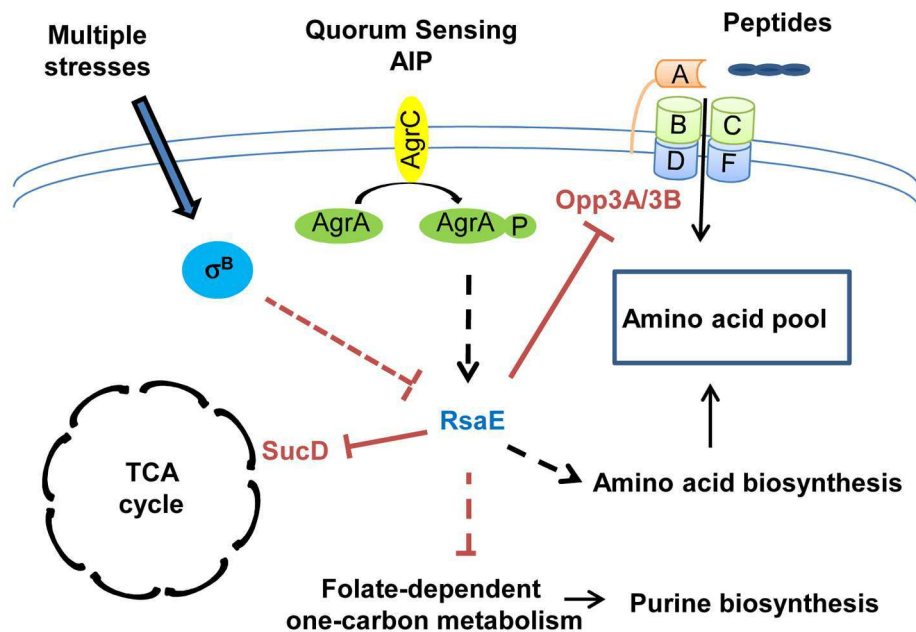 Multiple
stresses
Quorum Sensing
AIP
Peptides
A
B
C
D
F
AgrC
Opp3A/3B
AgrA
AgrA
P
σB
Amino acid pool
RsaE
SucD
TCA
cycle
Amino acid biosynthesis
Folate-dependent
one-carbon metabolism
Purine biosynthesis